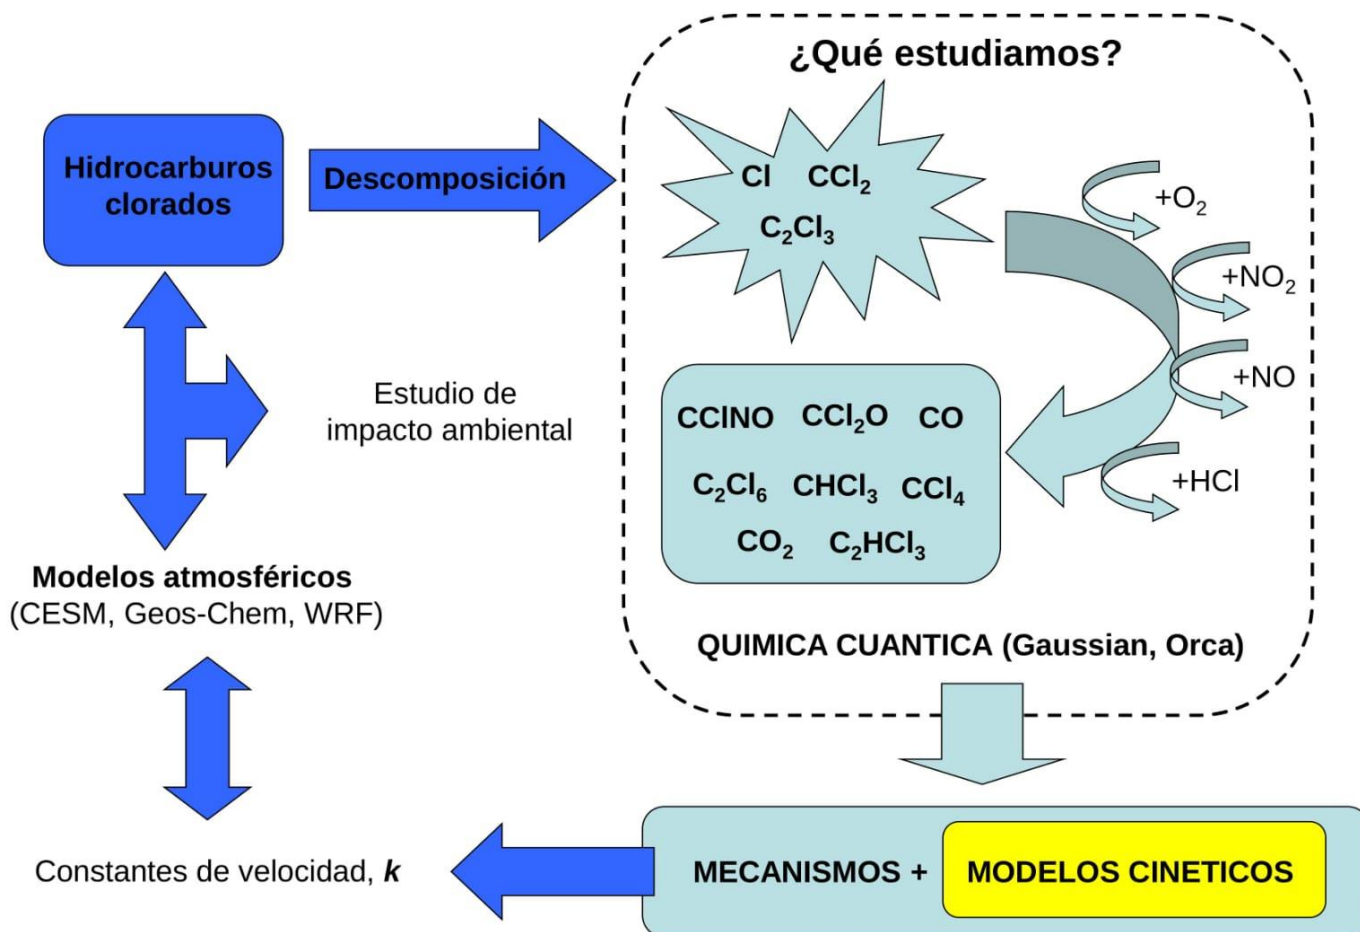 ¿Qué estudiamos?
Hidrocarburos
clorados
Descomposición
Cl CCl₂
C₂Cl₃
+O₂
+NO₂
+NO
+HCl
CClNO CCl₂O CO
C₂Cl₆ CHCl₃ CCl₄
CO₂ C₂HCl₃
QUIMICA CUANTICA (Gaussian, Orca)
Estudio de
impacto ambiental
Modelos atmosféricos
(CESM, Geos-Chem, WRF)
Constantes de velocidad, k
MECANISMOS +
MODELOS CINETICOS